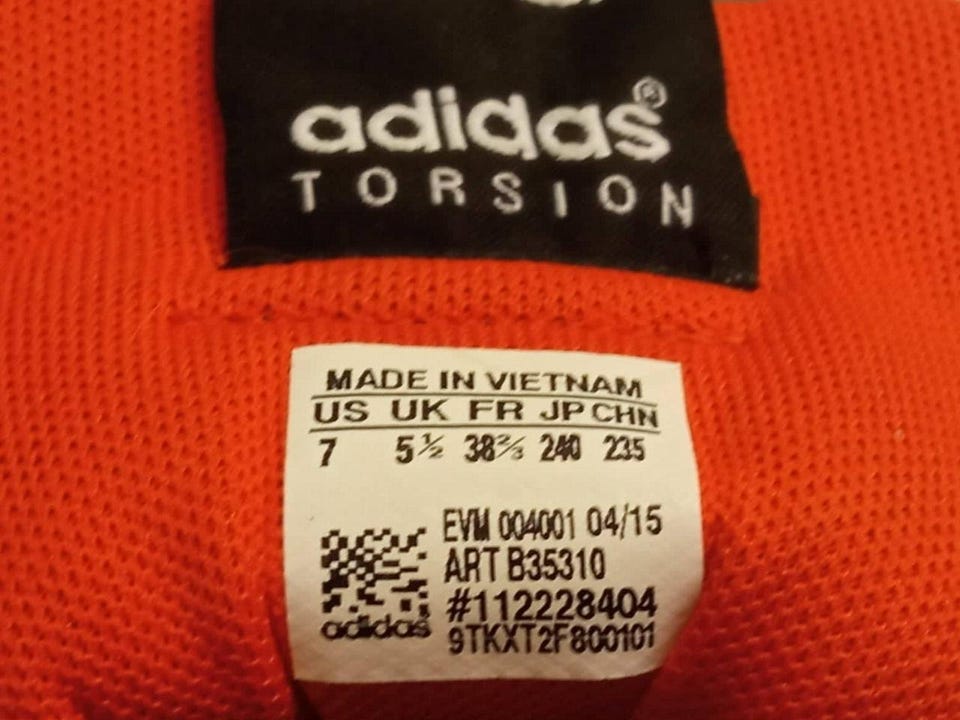 adidas®
TORSION
MADE IN VIETNAM
US UK FR JP CHN
7 5½ 38⅔ 240 235
EVM 004001 04/15
ART B35310
#112228404
9TKXT2F800101
adidas